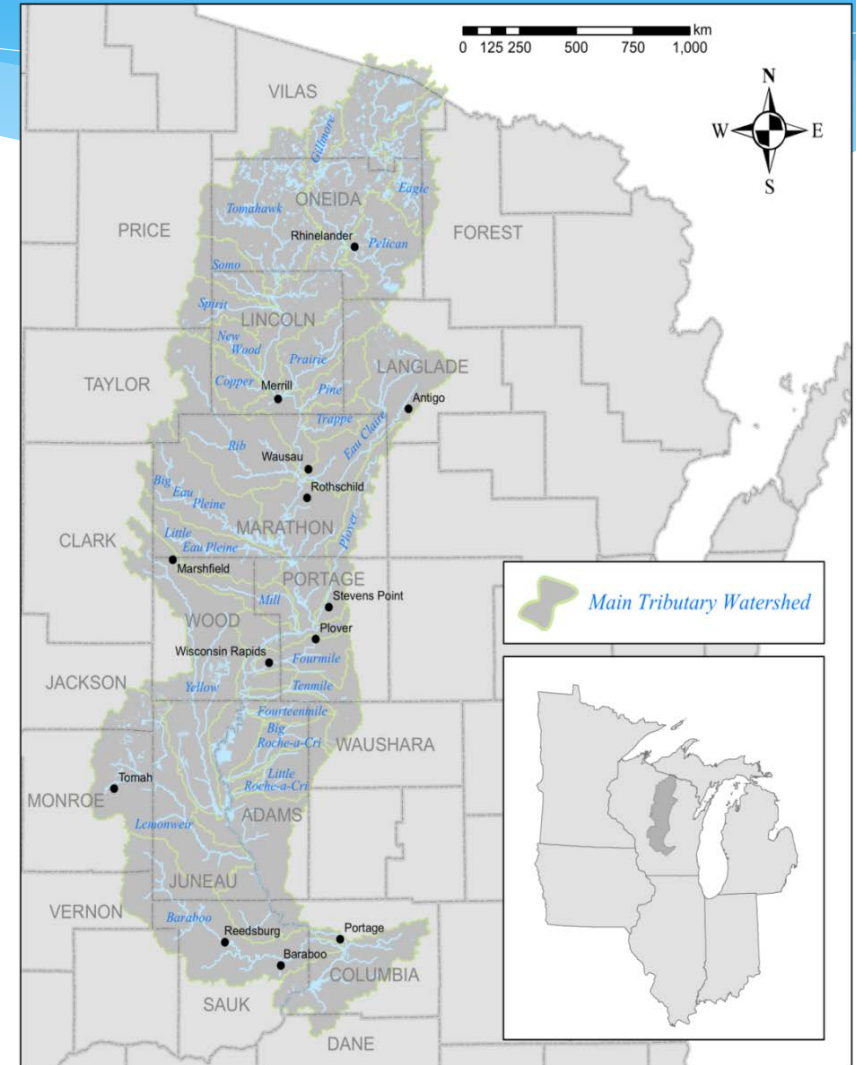 km
0 125 250 500 750 1,000
N
W E
S
VILAS
Gillmore
Eagle
ONEIDA
Tomahawk
PRICE
Rhinelander
Pelican
FOREST
Somo
Spirit
LINCOLN
New
Wood
Prairie
LANGLADE
TAYLOR
Copper
Merrill
Pine
Antigo
Trappe
Eau Claire
Rib
Wausau
Big
Eau
Pleine
Rothschild
MARATHON
Plover
Little
Eau Pleine
CLARK
Marshfield
PORTAGE
Mill
Stevens Point
Main Tributary Watershed
WOOD
Plover
Wisconsin Rapids
Fourmile
JACKSON
Yellow
Tenmile
Fourteenmile
Big
Roche-a-Cri
WAUSHARA
Little
Roche-a-Cri
Tomah
MONROE
ADAMS
Lemonweir
JUNEAU
VERNON
Baraboo
Reedsburg
Portage
Baraboo
COLUMBIA
SAUK
DANE